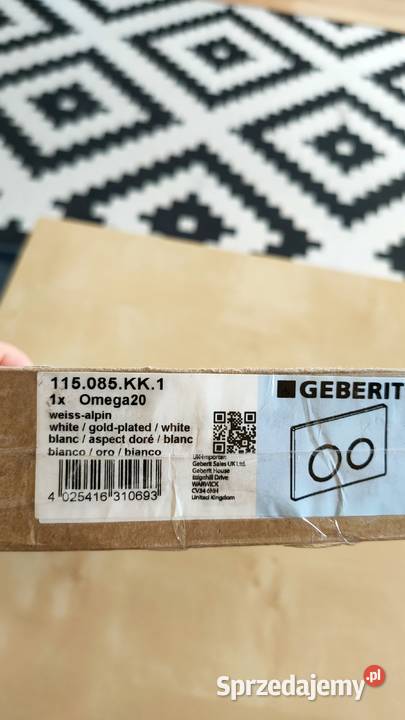 115.085.KK.1
1x Omega20
weiss-alpin
white / gold-plated / white
blanc / aspect doré / blanc
bianco / oro / bianco
4 025416 310693
UK-Importer:
Geberit Sales UK Ltd.
Geberit House
Edgehill Drive
WARWICK
CV34 6NH
United Kingdom
GEBERIT
Sprzedajemy.pl